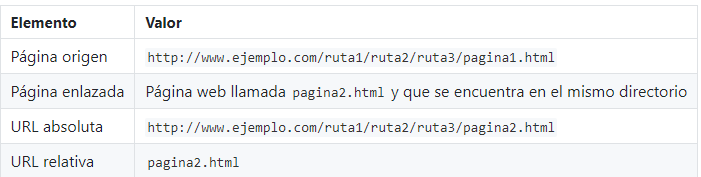 Elemento Valor
Página origen http://www.ejemplo.com/ruta1/ruta2/ruta3/pagina1.html
Página enlazada Página web llamada pagina2.html y que se encuentra en el mismo directorio
URL absoluta http://www.ejemplo.com/ruta1/ruta2/ruta3/pagina2.html
URL relativa pagina2.html